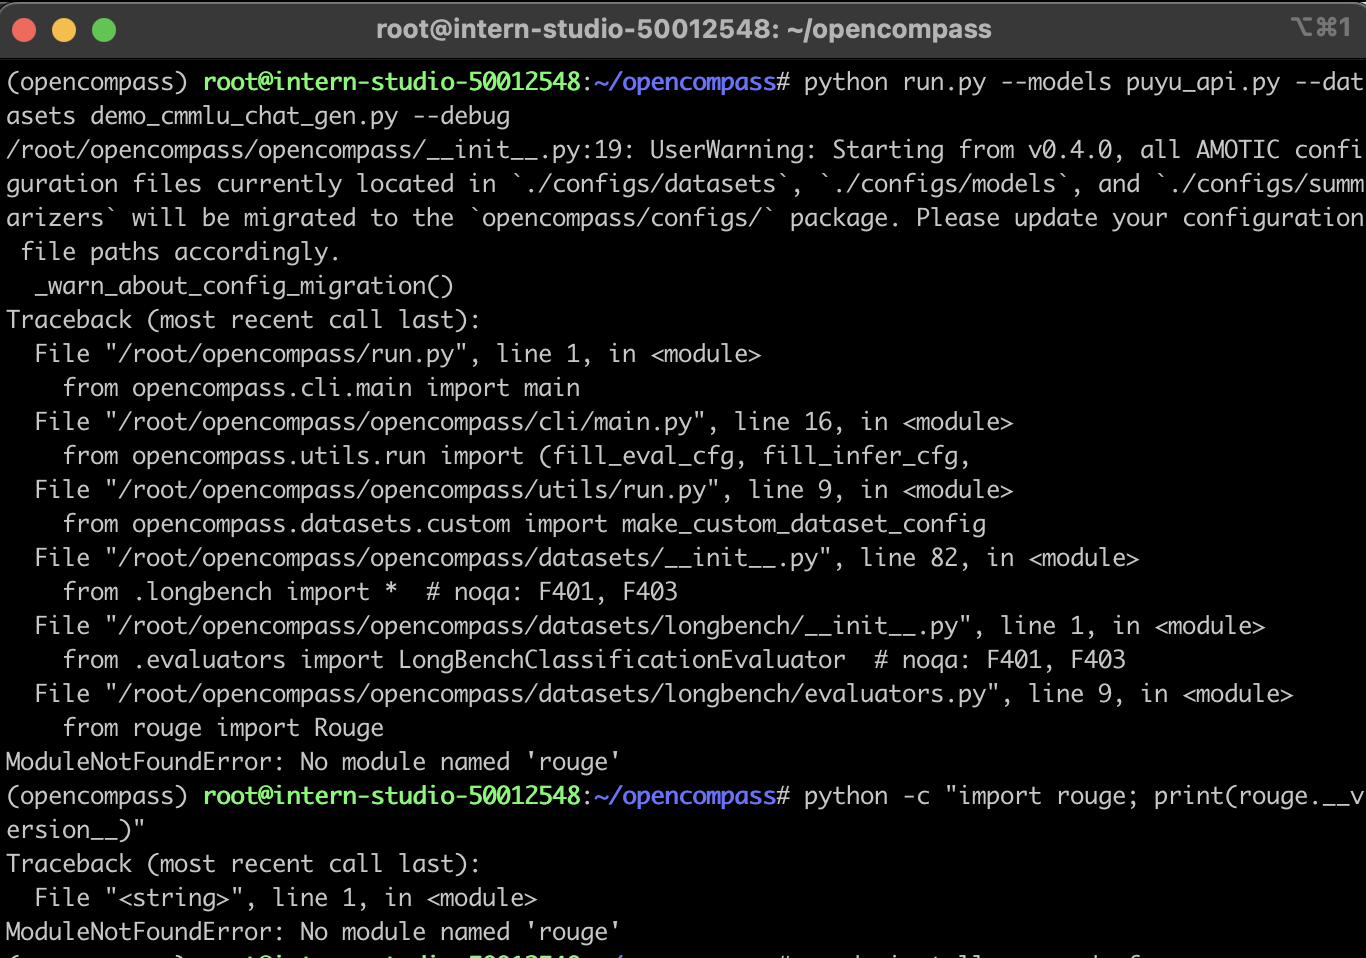 root@intern-studio-50012548: ~/opencompass
⌥⌘1
(opencompass) root@intern-studio-50012548:~/opencompass# python run.py --models puyu_api.py --dat
asets demo_cmmlu_chat_gen.py --debug
/root/opencompass/opencompass/__init__.py:19: UserWarning: Starting from v0.4.0, all AMOTIC confi
guration files currently located in `./configs/datasets`, `./configs/models`, and `./configs/summ
arizers` will be migrated to the `opencompass/configs/` package. Please update your configuration
 file paths accordingly.
  _warn_about_config_migration()
Traceback (most recent call last):
  File "/root/opencompass/run.py", line 1, in <module>
    from opencompass.cli.main import main
  File "/root/opencompass/opencompass/cli/main.py", line 16, in <module>
    from opencompass.utils.run import (fill_eval_cfg, fill_infer_cfg,
  File "/root/opencompass/opencompass/utils/run.py", line 9, in <module>
    from opencompass.datasets.custom import make_custom_dataset_config
  File "/root/opencompass/opencompass/datasets/__init__.py", line 82, in <module>
    from .longbench import *  # noqa: F401, F403
  File "/root/opencompass/opencompass/datasets/longbench/__init__.py", line 1, in <module>
    from .evaluators import LongBenchClassificationEvaluator  # noqa: F401, F403
  File "/root/opencompass/opencompass/datasets/longbench/evaluators.py", line 9, in <module>
    from rouge import Rouge
ModuleNotFoundError: No module named 'rouge'
(opencompass) root@intern-studio-50012548:~/opencompass# python -c "import rouge; print(rouge.__v
ersion__)"
Traceback (most recent call last):
  File "<string>", line 1, in <module>
ModuleNotFoundError: No module named 'rouge'